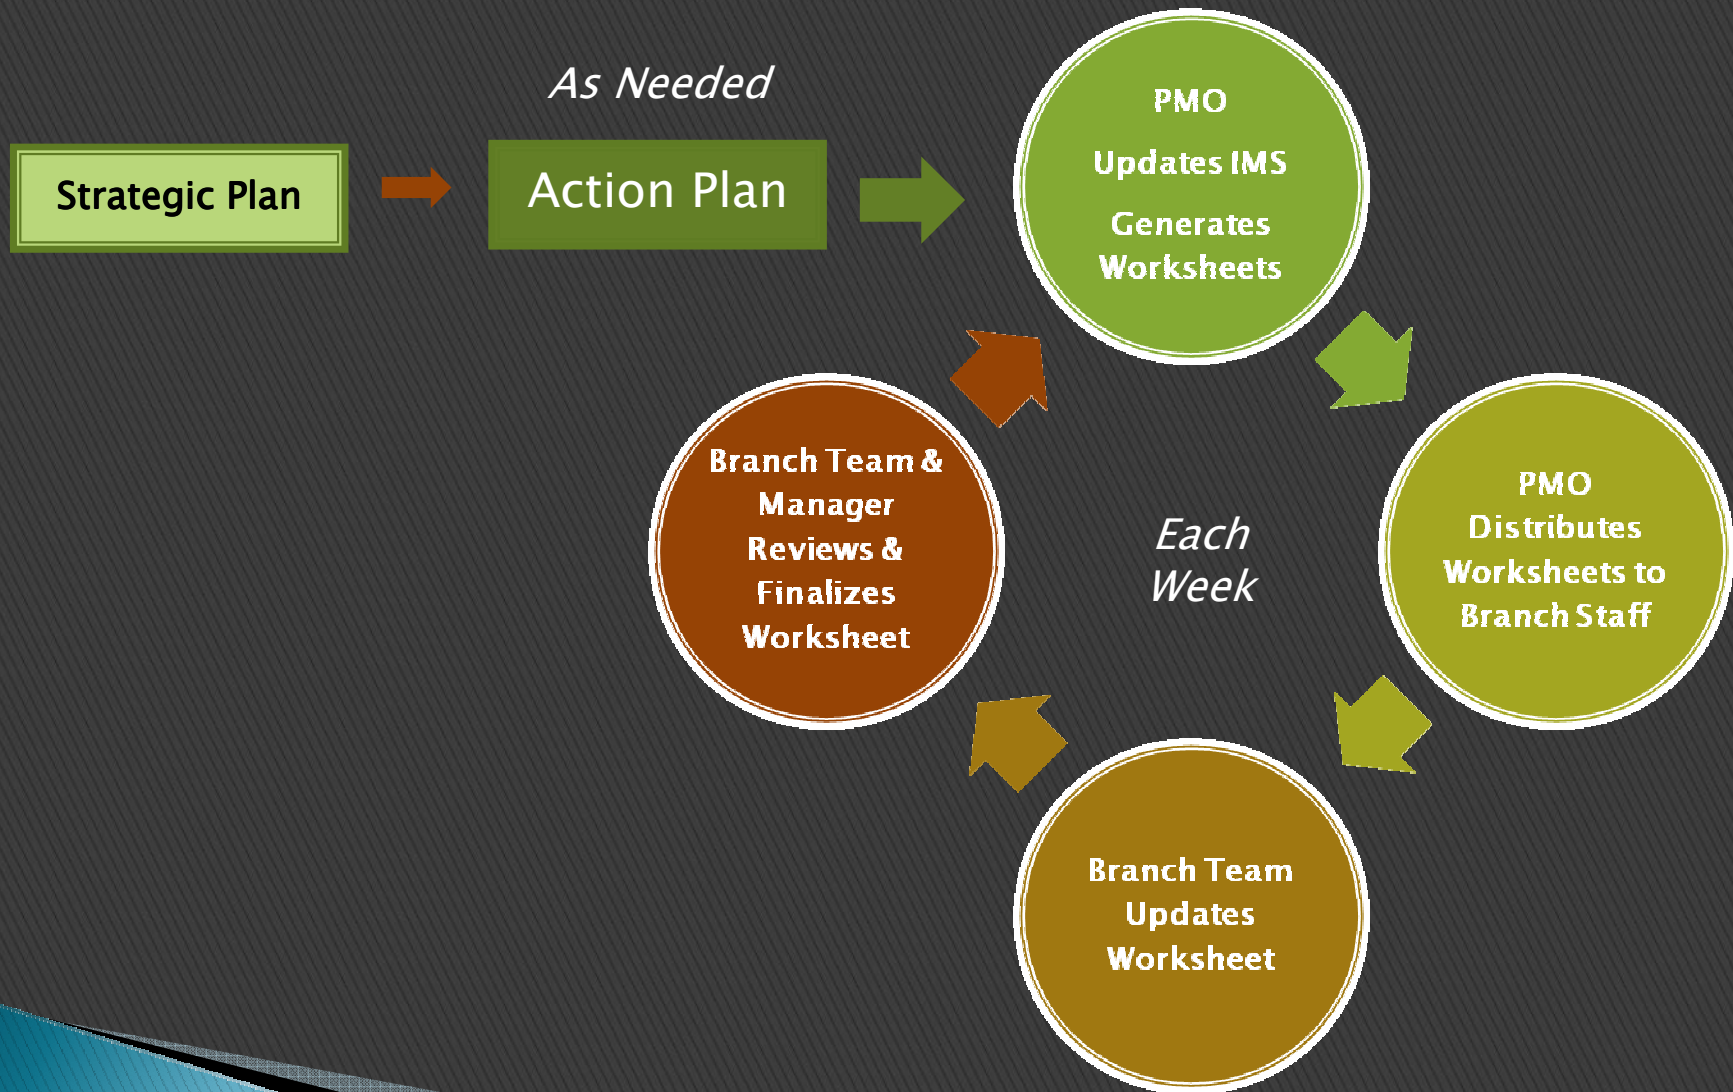 As Needed
Strategic Plan
Action Plan
PMO
Updates IMS
Generates
Worksheets
PMO
Distributes
Worksheets to
Branch Staff
Branch Team
Updates
Worksheet
Branch Team &
Manager
Reviews &
Finalizes
Worksheet
Each
Week